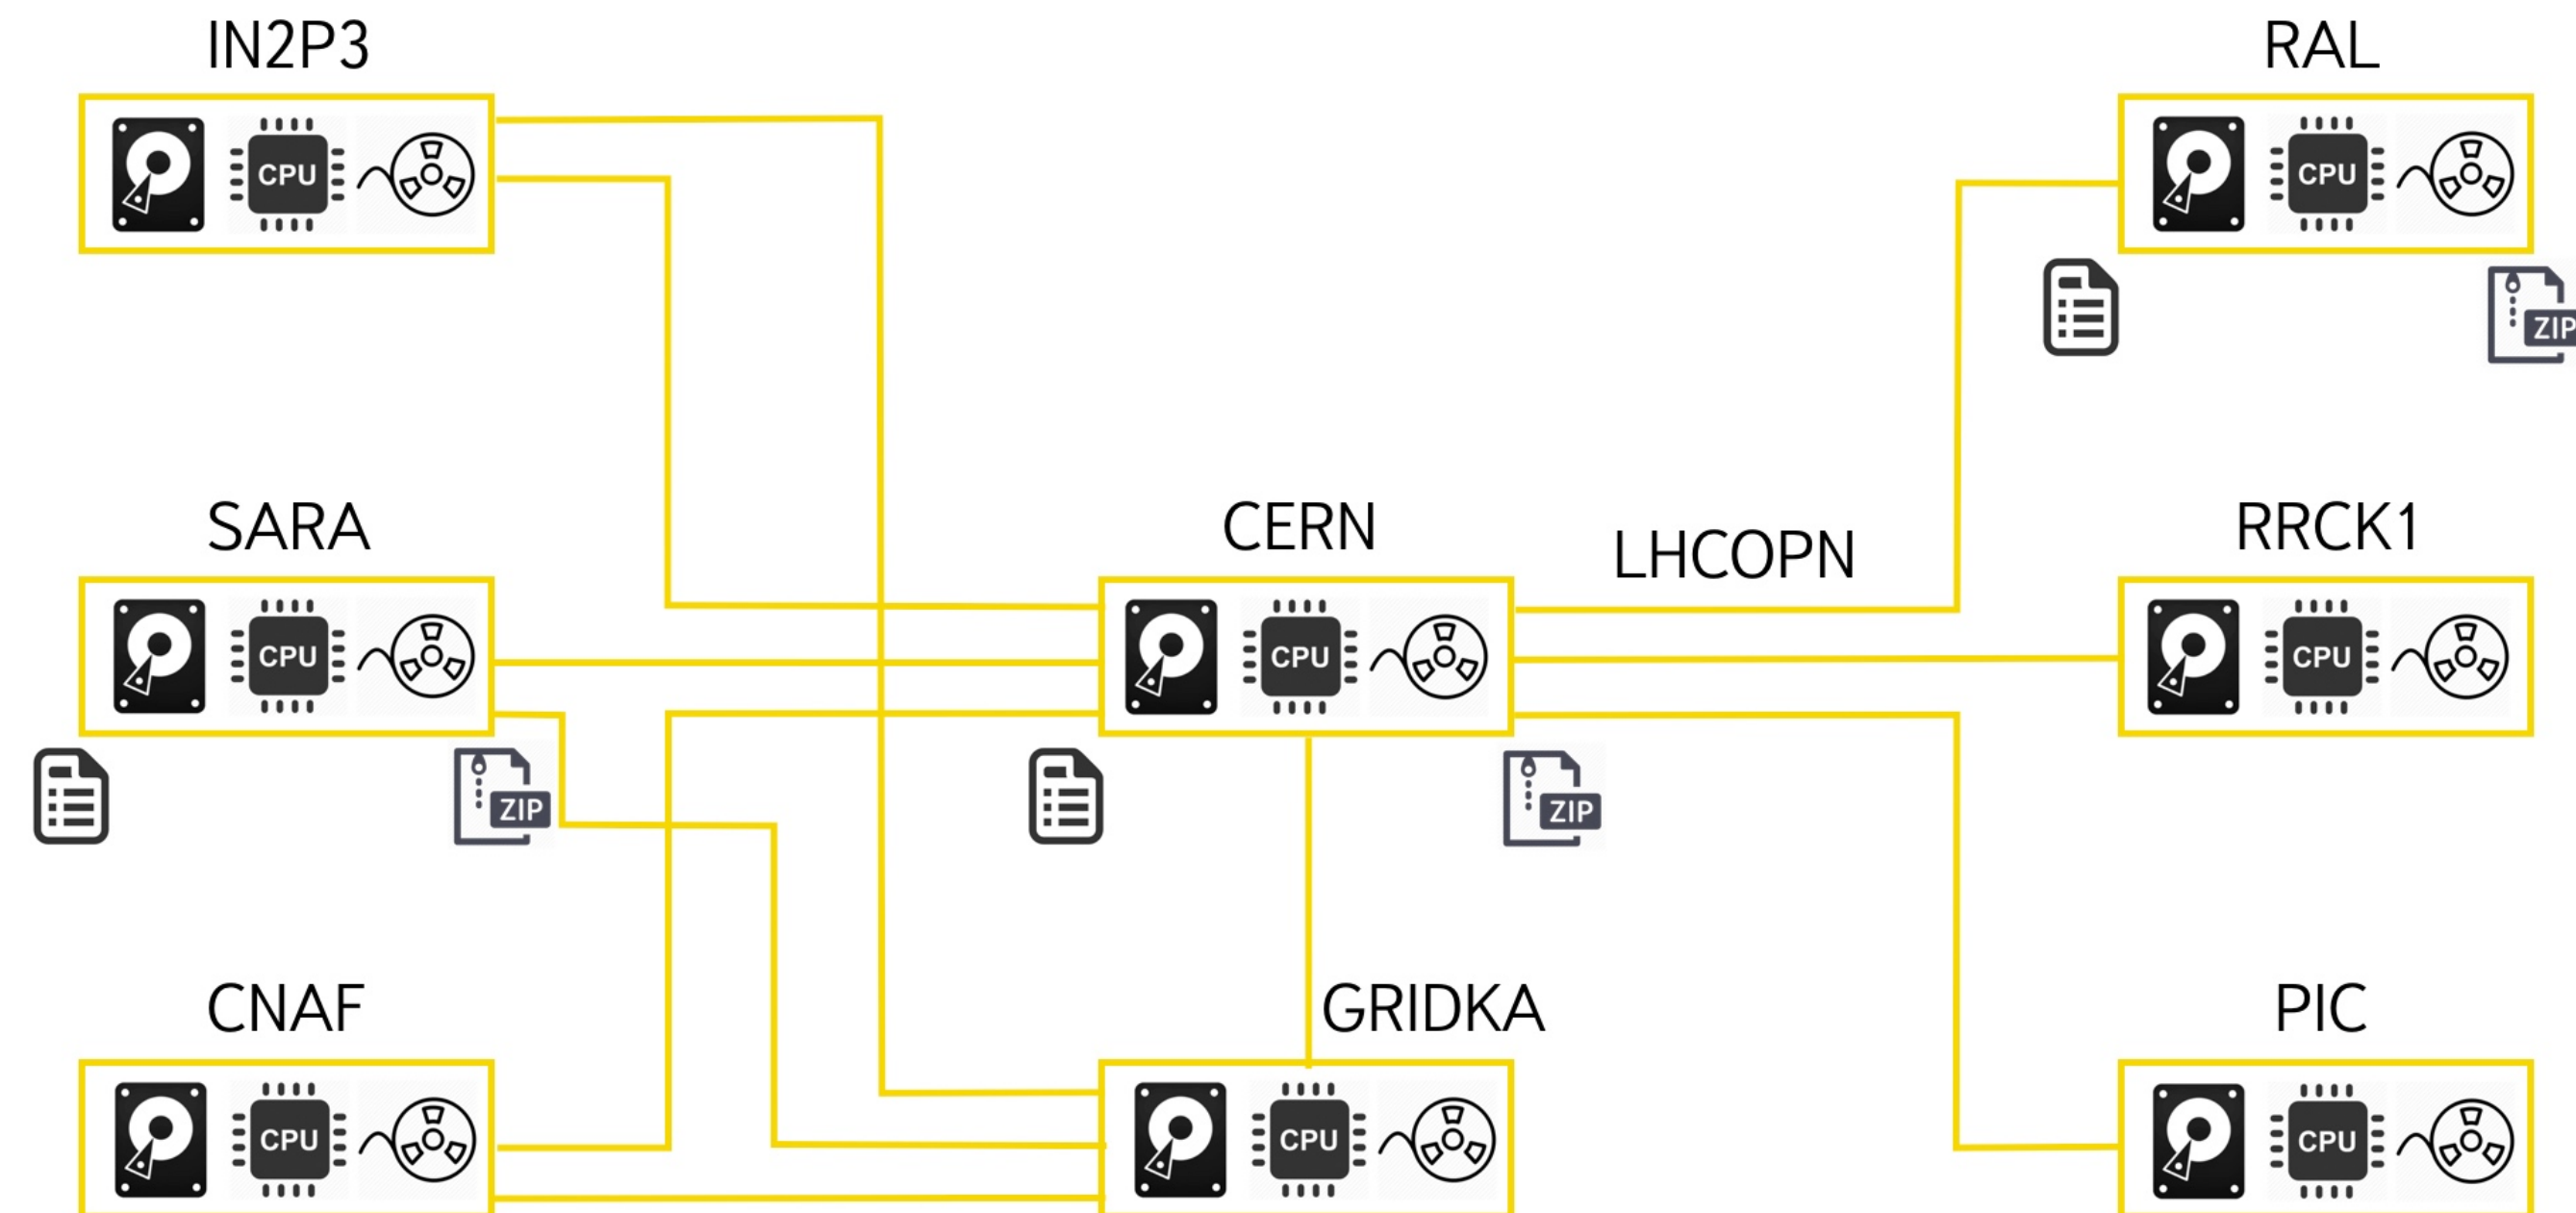 IN2P3
RAL
CPU
CPU
ZIP
SARA
CERN
LHCOPN
RRCK1
CPU
CPU
CPU
ZIP
ZIP
CNAF
GRIDKA
PIC
CPU
CPU
CPU